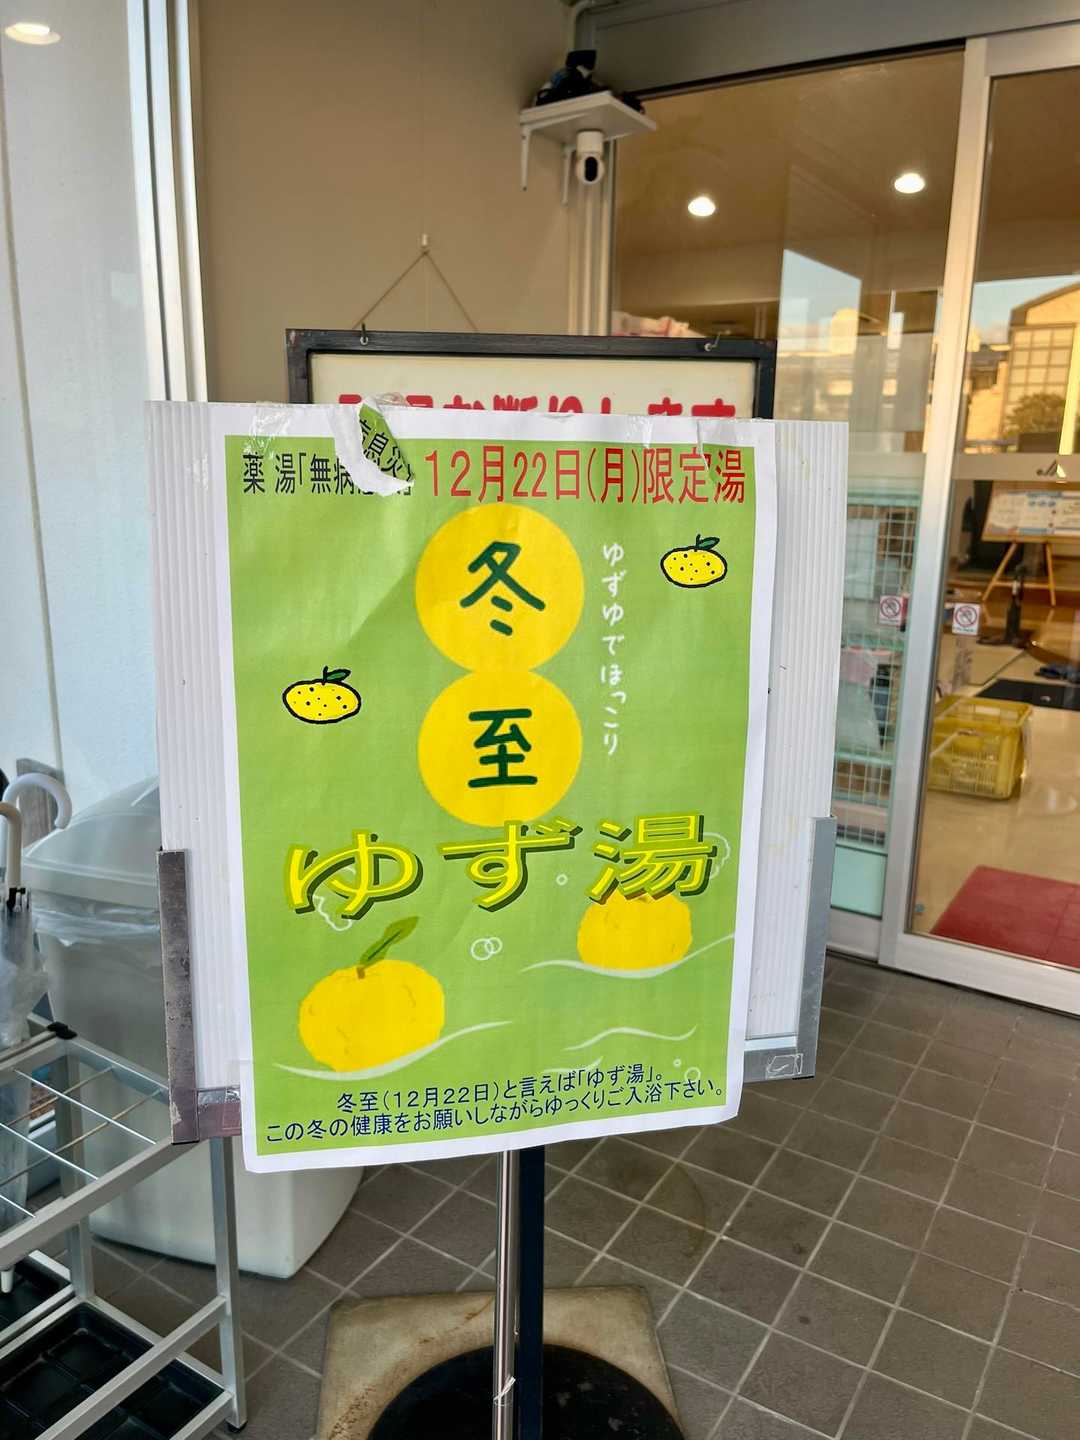 薬湯「無病息災」12月22日(月)限定湯
冬至
ゆずゆでほっこり
ゆず湯
冬至(12月22日)と言えば「ゆず湯」。
この冬の健康をお願いしながらゆっくりご入浴下さい。